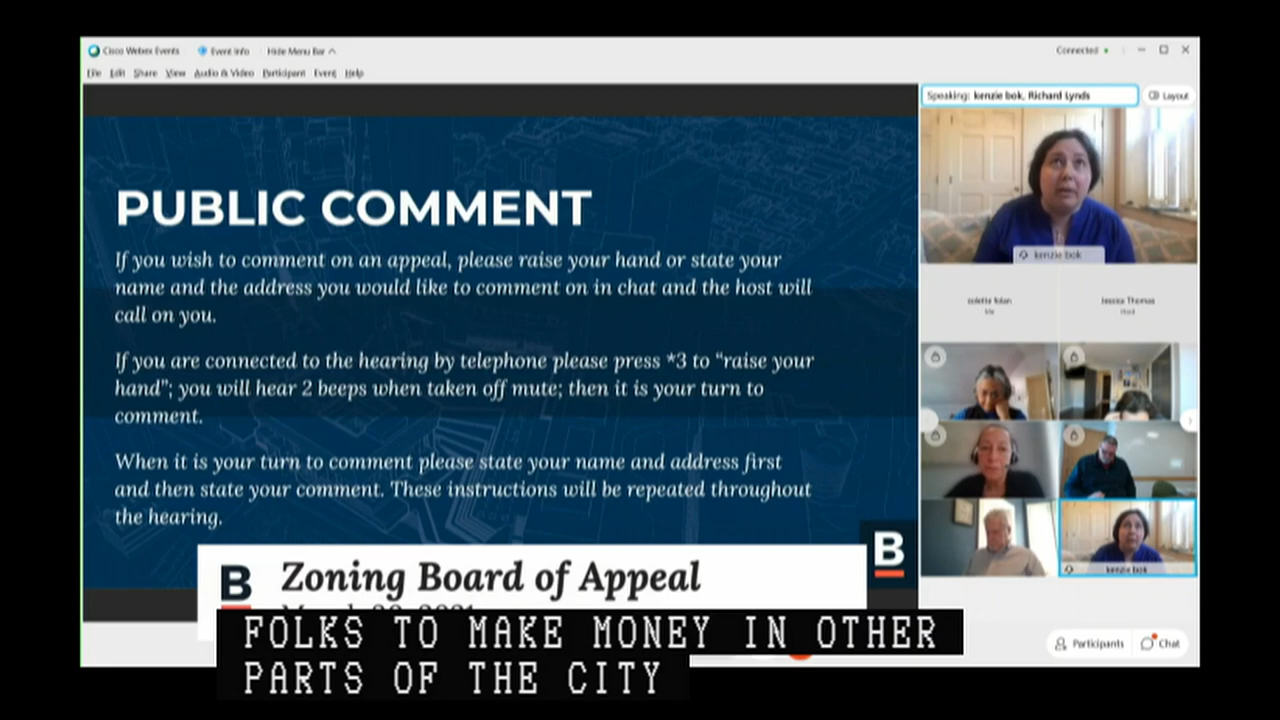 Cisco Webex Events
Event Info
Hide Menu Bar
Connected
File Edit Share View Audio & Video Participant Event Help
Speaking: kenzie bok, Richard Lynds
Layout
PUBLIC COMMENT
If you wish to comment on an appeal, please raise your hand or state your
name and the address you would like to comment on in chat and the host will
call on you.
If you are connected to the hearing by telephone please press *3 to “raise your
hand”; you will hear 2 beeps when taken off mute; then it is your turn to
comment.
When it is your turn to comment please state your name and address first
and then state your comment. These instructions will be repeated throughout
the hearing.
kenzie bok
Jessica Thomas
Host
kenzie bok
B
B
Zoning Board of Appeal
FOLKS TO MAKE MONEY IN OTHER
PARTS OF THE CITY
Participants
Chat